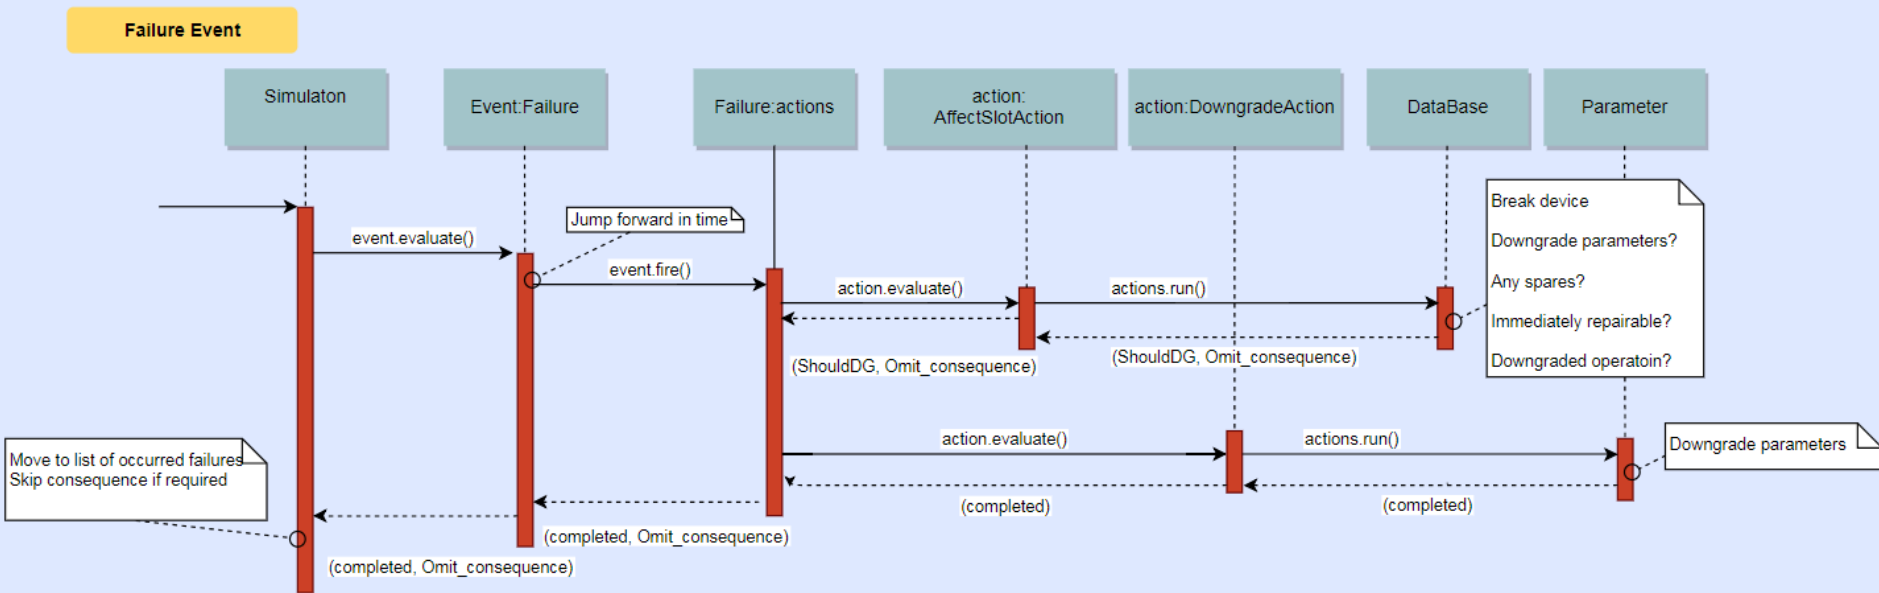 Failure Event
Simulaton
Event:Failure
Failure:actions
action:
AffectSlotAction
action:DowngradeAction
DataBase
Parameter
Break device
Downgrade parameters?
Any spares?
Immediately repairable?
Downgraded operatoin?
Jump forward in time
event.evaluate()
event.fire()
action.evaluate()
actions.run()
(ShouldDG, Omit_consequence)
(ShouldDG, Omit_consequence)
action.evaluate()
actions.run()
Downgrade parameters
Move to list of occurred failures
Skip consequence if required
(completed)
(completed)
(completed, Omit_consequence)
(completed, Omit_consequence)